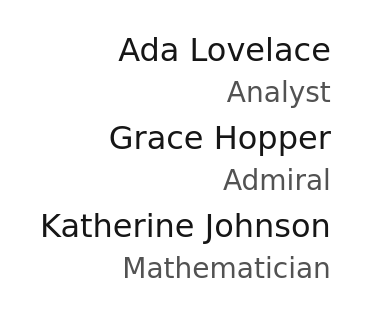 Ada Lovelace
Analyst
Grace Hopper
Admiral
Katherine Johnson
Mathematician